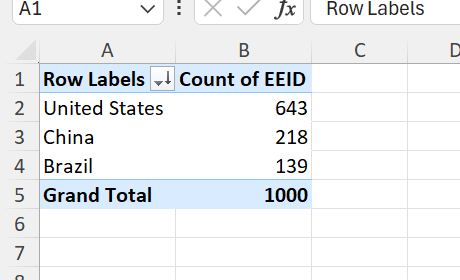 A1 fx Row Labels
A B C D
1 Row Labels Count of EEID
2 United States 643
3 China 218
4 Brazil 139
5 Grand Total 1000
6
7